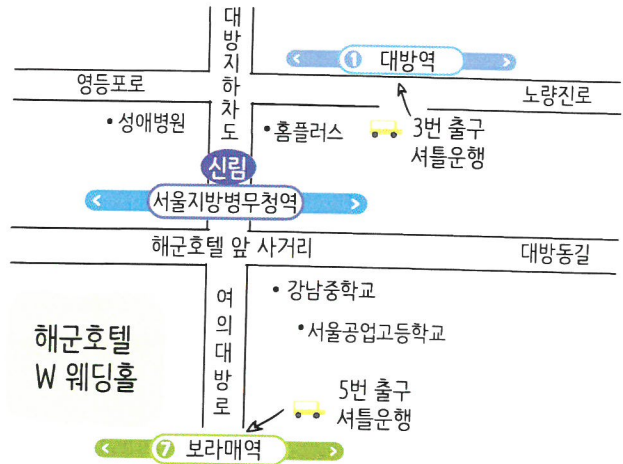 대방지하차도
1 대방역
영등포로
노량진로
성애병원
홈플러스
3번 출구
셔틀운행
신림
서울지방병무청역
해군호텔 앞 사거리
대방동길
여의대방로
강남중학교
서울공업고등학교
해군호텔
W 웨딩홀
5번 출구
셔틀운행
7 보라매역